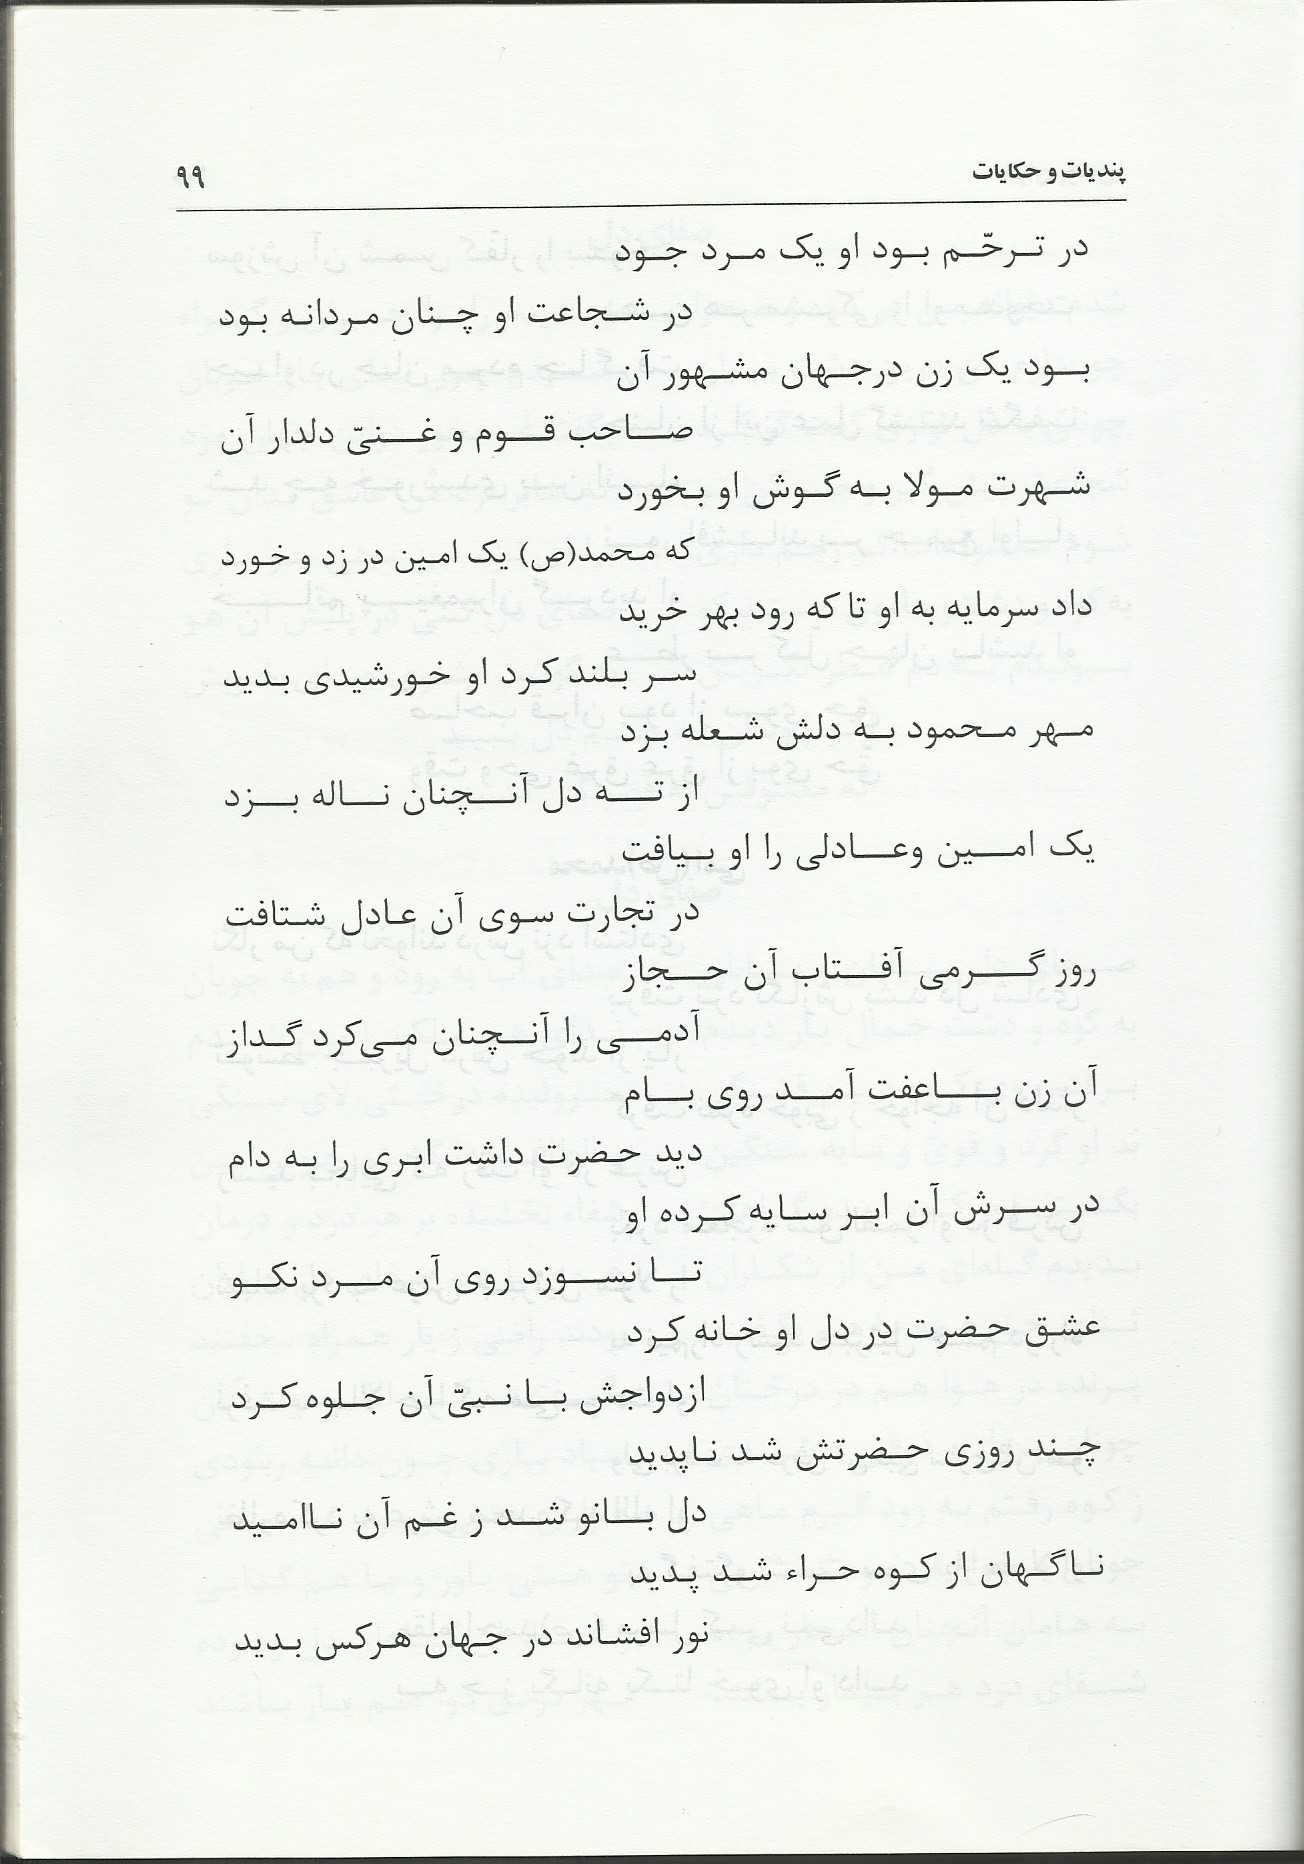 پندیات و حکایات ۹۹
در ترحّم بود او یک مرد جود
در شجاعت او چنان مردانه بود
بود یک زن درجهان مشهور آن
صاحب قوم و غنیّ دلدار آن
شهرت مولا به گوش او بخورد
که محمد(ص) یک امین در زد و خورد
داد سرمایه به او تا که رود بهر خرید
سر بلند کرد او خورشیدی بدید
مهر محمود به دلش شعله بزد
از ته دل آنچنان ناله بزد
یک امین وعادلی را او بیافت
در تجارت سوی آن عادل شتافت
روز گرمی آفتاب آن حجاز
آدمی را آنچنان می‌کرد گداز
آن زن باعفت آمد روی بام
دید حضرت داشت ابری را به دام
در سرش آن ابر سایه کرده او
تا نسوزد روی آن مرد نکو
عشق حضرت در دل او خانه کرد
ازدواجش با نبیّ آن جلوه کرد
چند روزی حضرتش شد ناپدید
دل بانو شد ز غم آن ناامید
ناگهان از کوه حراء شد پدید
نور افشاند در جهان هرکس بدید